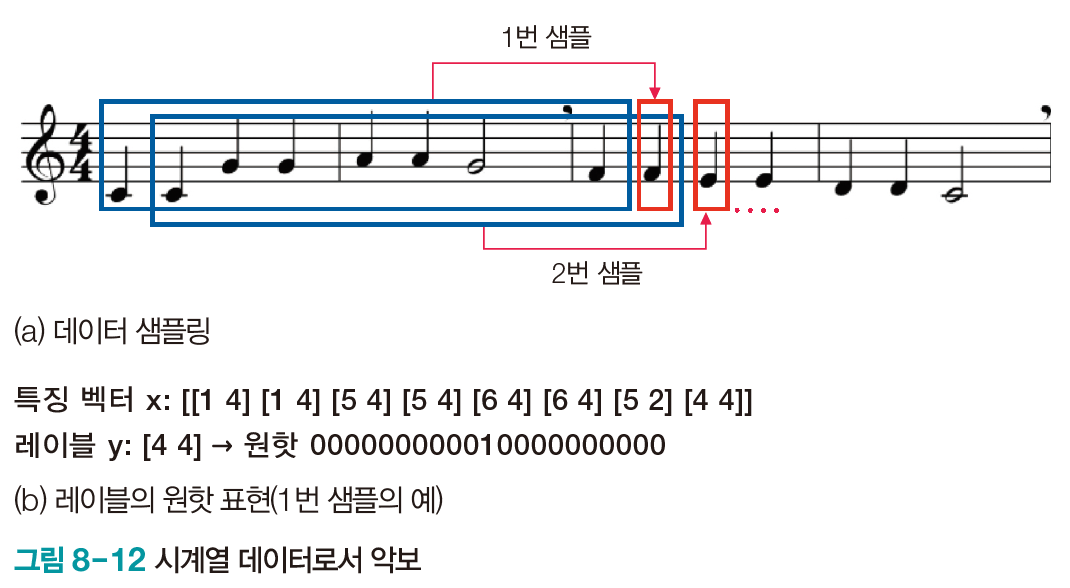 1번 샘플
4
4
2번 샘플
(a) 데이터 샘플링
특징 벡터 x: [[1 4] [1 4] [5 4] [5 4] [6 4] [6 4] [5 2] [4 4]]
레이블 y: [4 4] → 원핫 000000000010000000000
(b) 레이블의 원핫 표현(1번 샘플의 예)
그림 8-12 시계열 데이터로서 악보